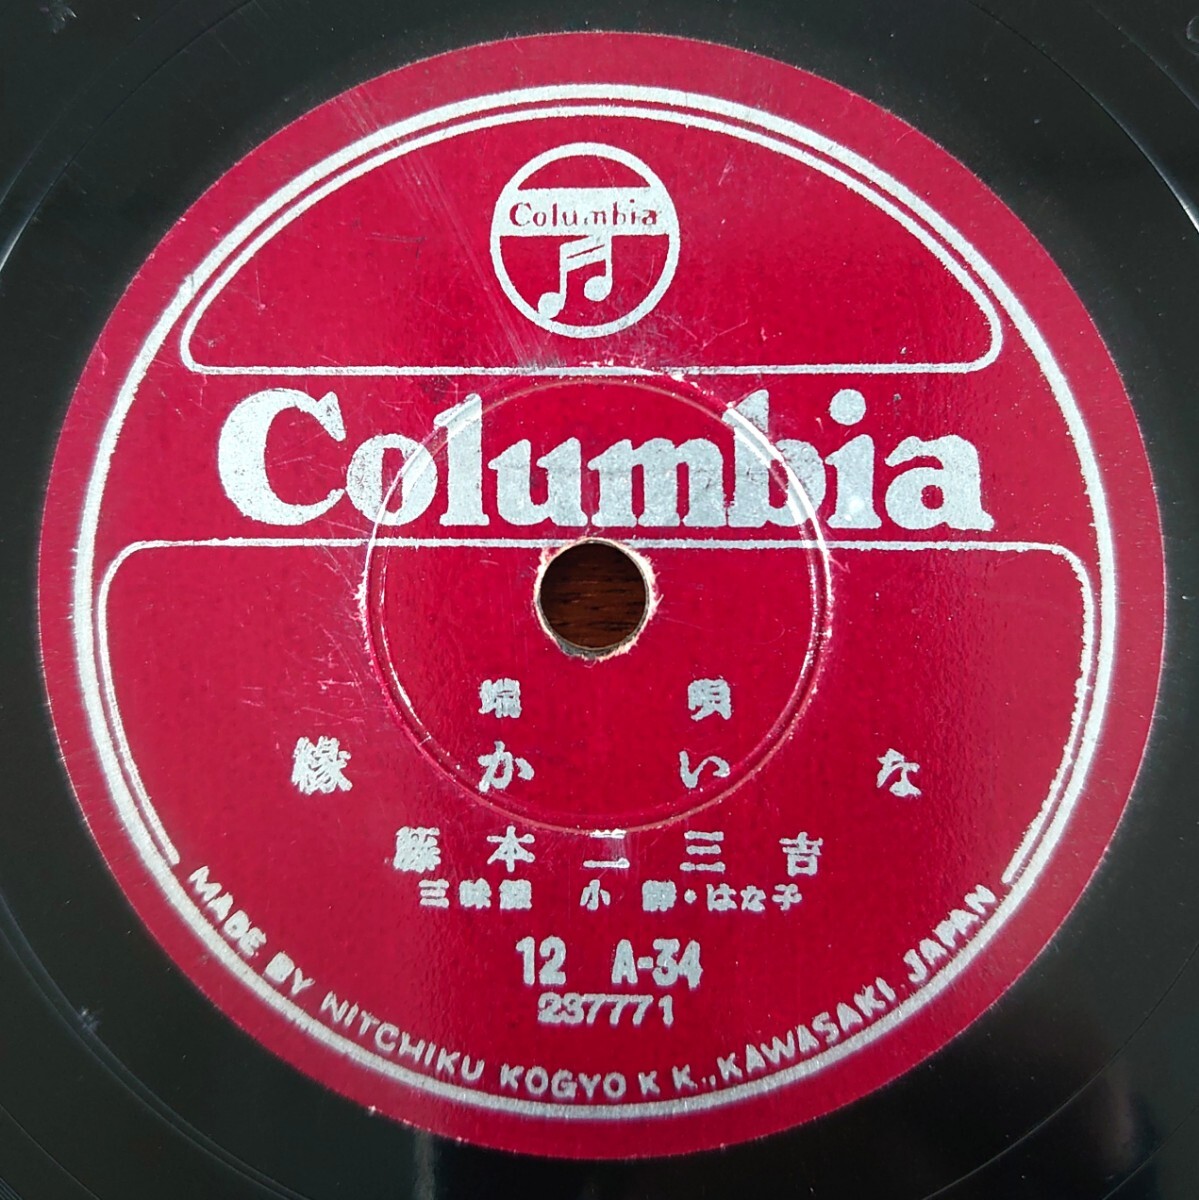 Columbia
Columbia
端唄
縁かいな
藤本二三吉
三味線 小静・はな子
12 A-34
237771
MADE BY NITCHIKU KOGYO K K., KAWASAKI, JAPAN